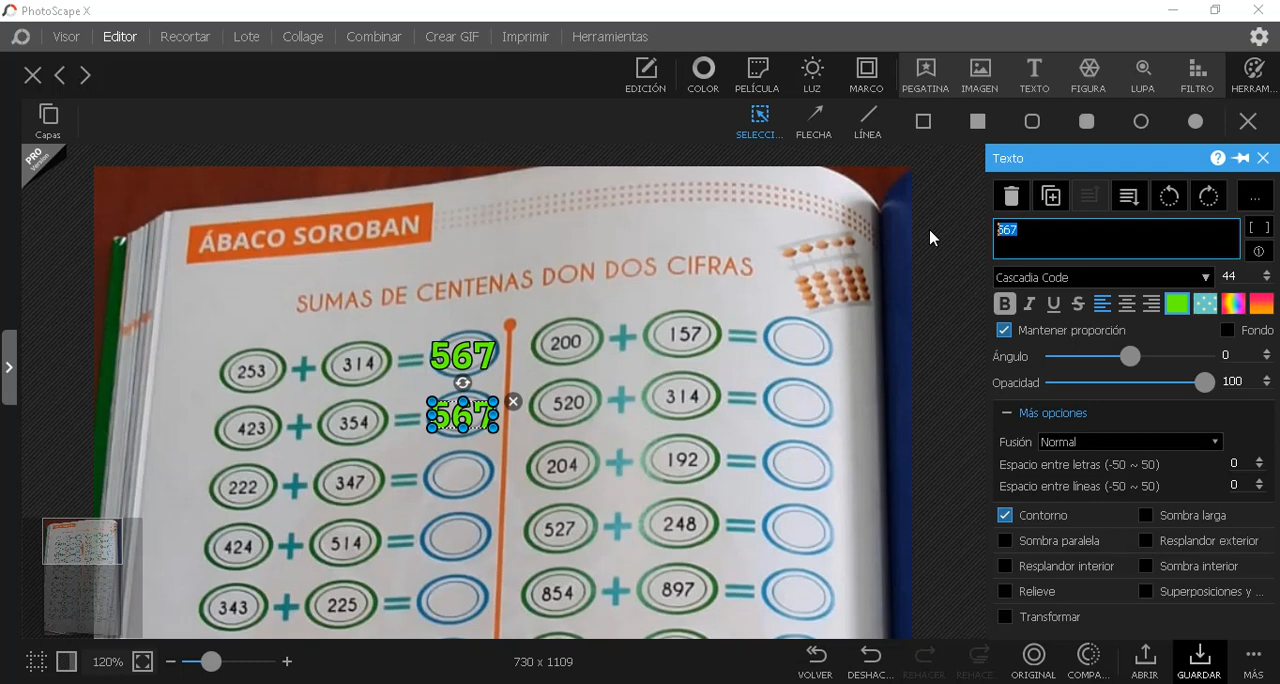 PhotoScape X
Visor Editor Recortar Lote Collage Combinar Crear GIF Imprimir Herramientas
EDICIÓN COLOR PELÍCULA LUZ MARCO PEGATINA IMAGEN TEXTO FIGURA LUPA FILTRO HERRAM...
Capas SELECCI... FLECHA LÍNEA
PRO
Version
Texto
567
Cascadia Code 44
B I U S
Mantener proporción Fondo
Ángulo 0
Opacidad 100
Más opciones
Fusión Normal
Espacio entre letras (-50 ~ 50) 0
Espacio entre líneas (-50 ~ 50) 0
Contorno Sombra larga
Sombra paralela Resplandor exterior
Resplandor interior Sombra interior
Relieve Superposiciones y ...
Transformar
ÁBACO SOROBAN
SUMAS DE CENTENAS DON DOS CIFRAS
253 + 314 = 567
423 + 354 = 567
222 + 347 =
424 + 514 =
343 + 225 =
200 + 157 =
520 + 314 =
204 + 192 =
527 + 248 =
854 + 897 =
120% 730 x 1109 VOLVER DESHAC... REHACER REHACE... ORIGINAL COMPA... ABRIR GUARDAR MÁS